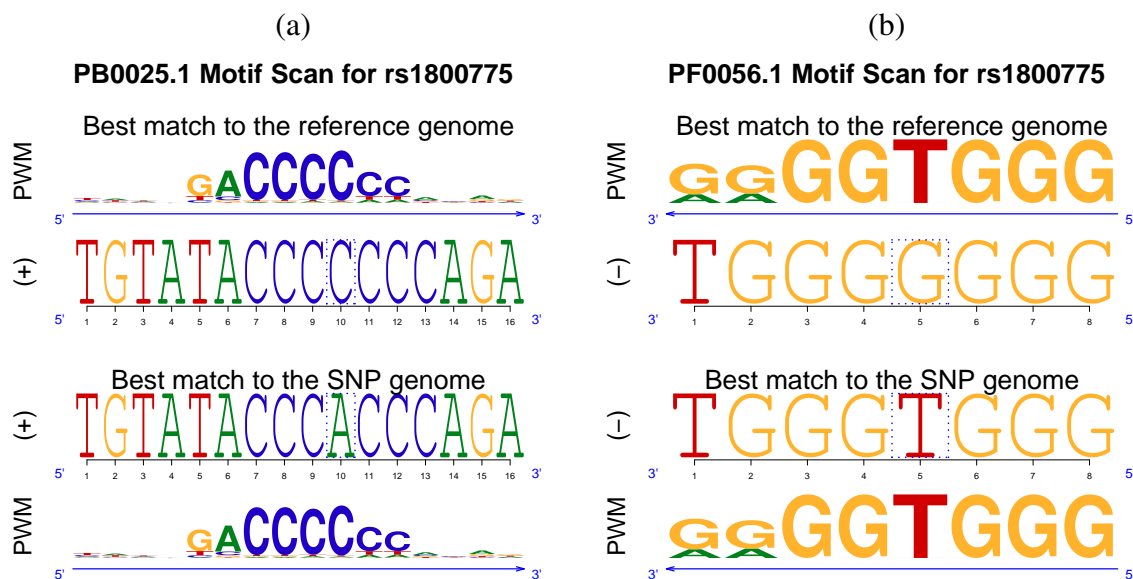 (a)
PB0025.1 Motif Scan for rs1800775
Best match to the reference genome
PWM
GACCCCCC
5' 3'
(+)
TGTATACCCCCCCAGA
5' 1 2 3 4 5 6 7 8 9 10 11 12 13 14 15 16 3'
Best match to the SNP genome
(+)
TGTATACCCACCCAGA
5' 1 2 3 4 5 6 7 8 9 10 11 12 13 14 15 16 3'
PWM
GACCCCCC
5' 3'
(b)
PF0056.1 Motif Scan for rs1800775
Best match to the reference genome
PWM
GGGGTGGG
AA
3' 5
(−)
TGGGGGGG
3' 1 2 3 4 5 6 7 8 5
Best match to the SNP genome
(−)
TGGGTGGG
3' 1 2 3 4 5 6 7 8 5
PWM
GGGGTGGG
AA
3' 5